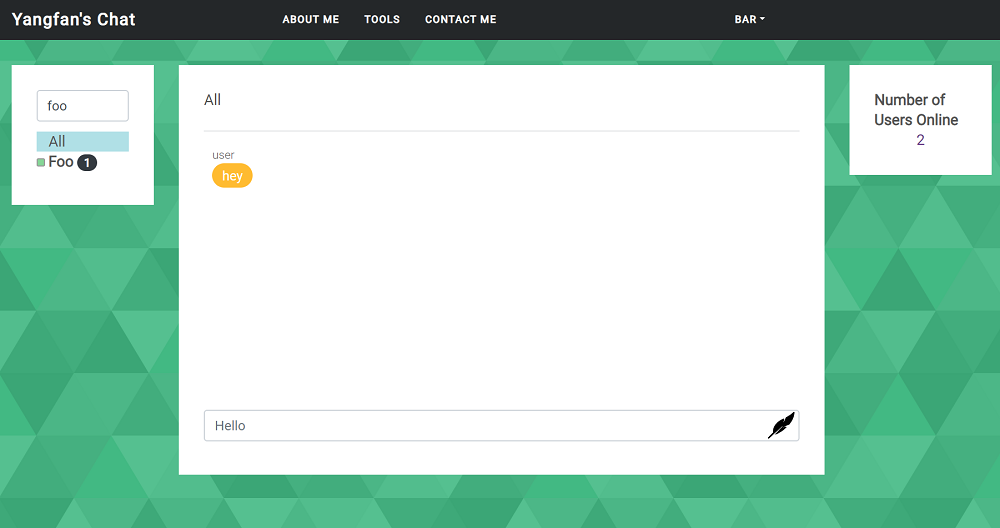 Yangfan's Chat
ABOUT ME
TOOLS
CONTACT ME
BAR
foo
All
Foo 1
All
user
hey
Hello
Number of
Users Online
2